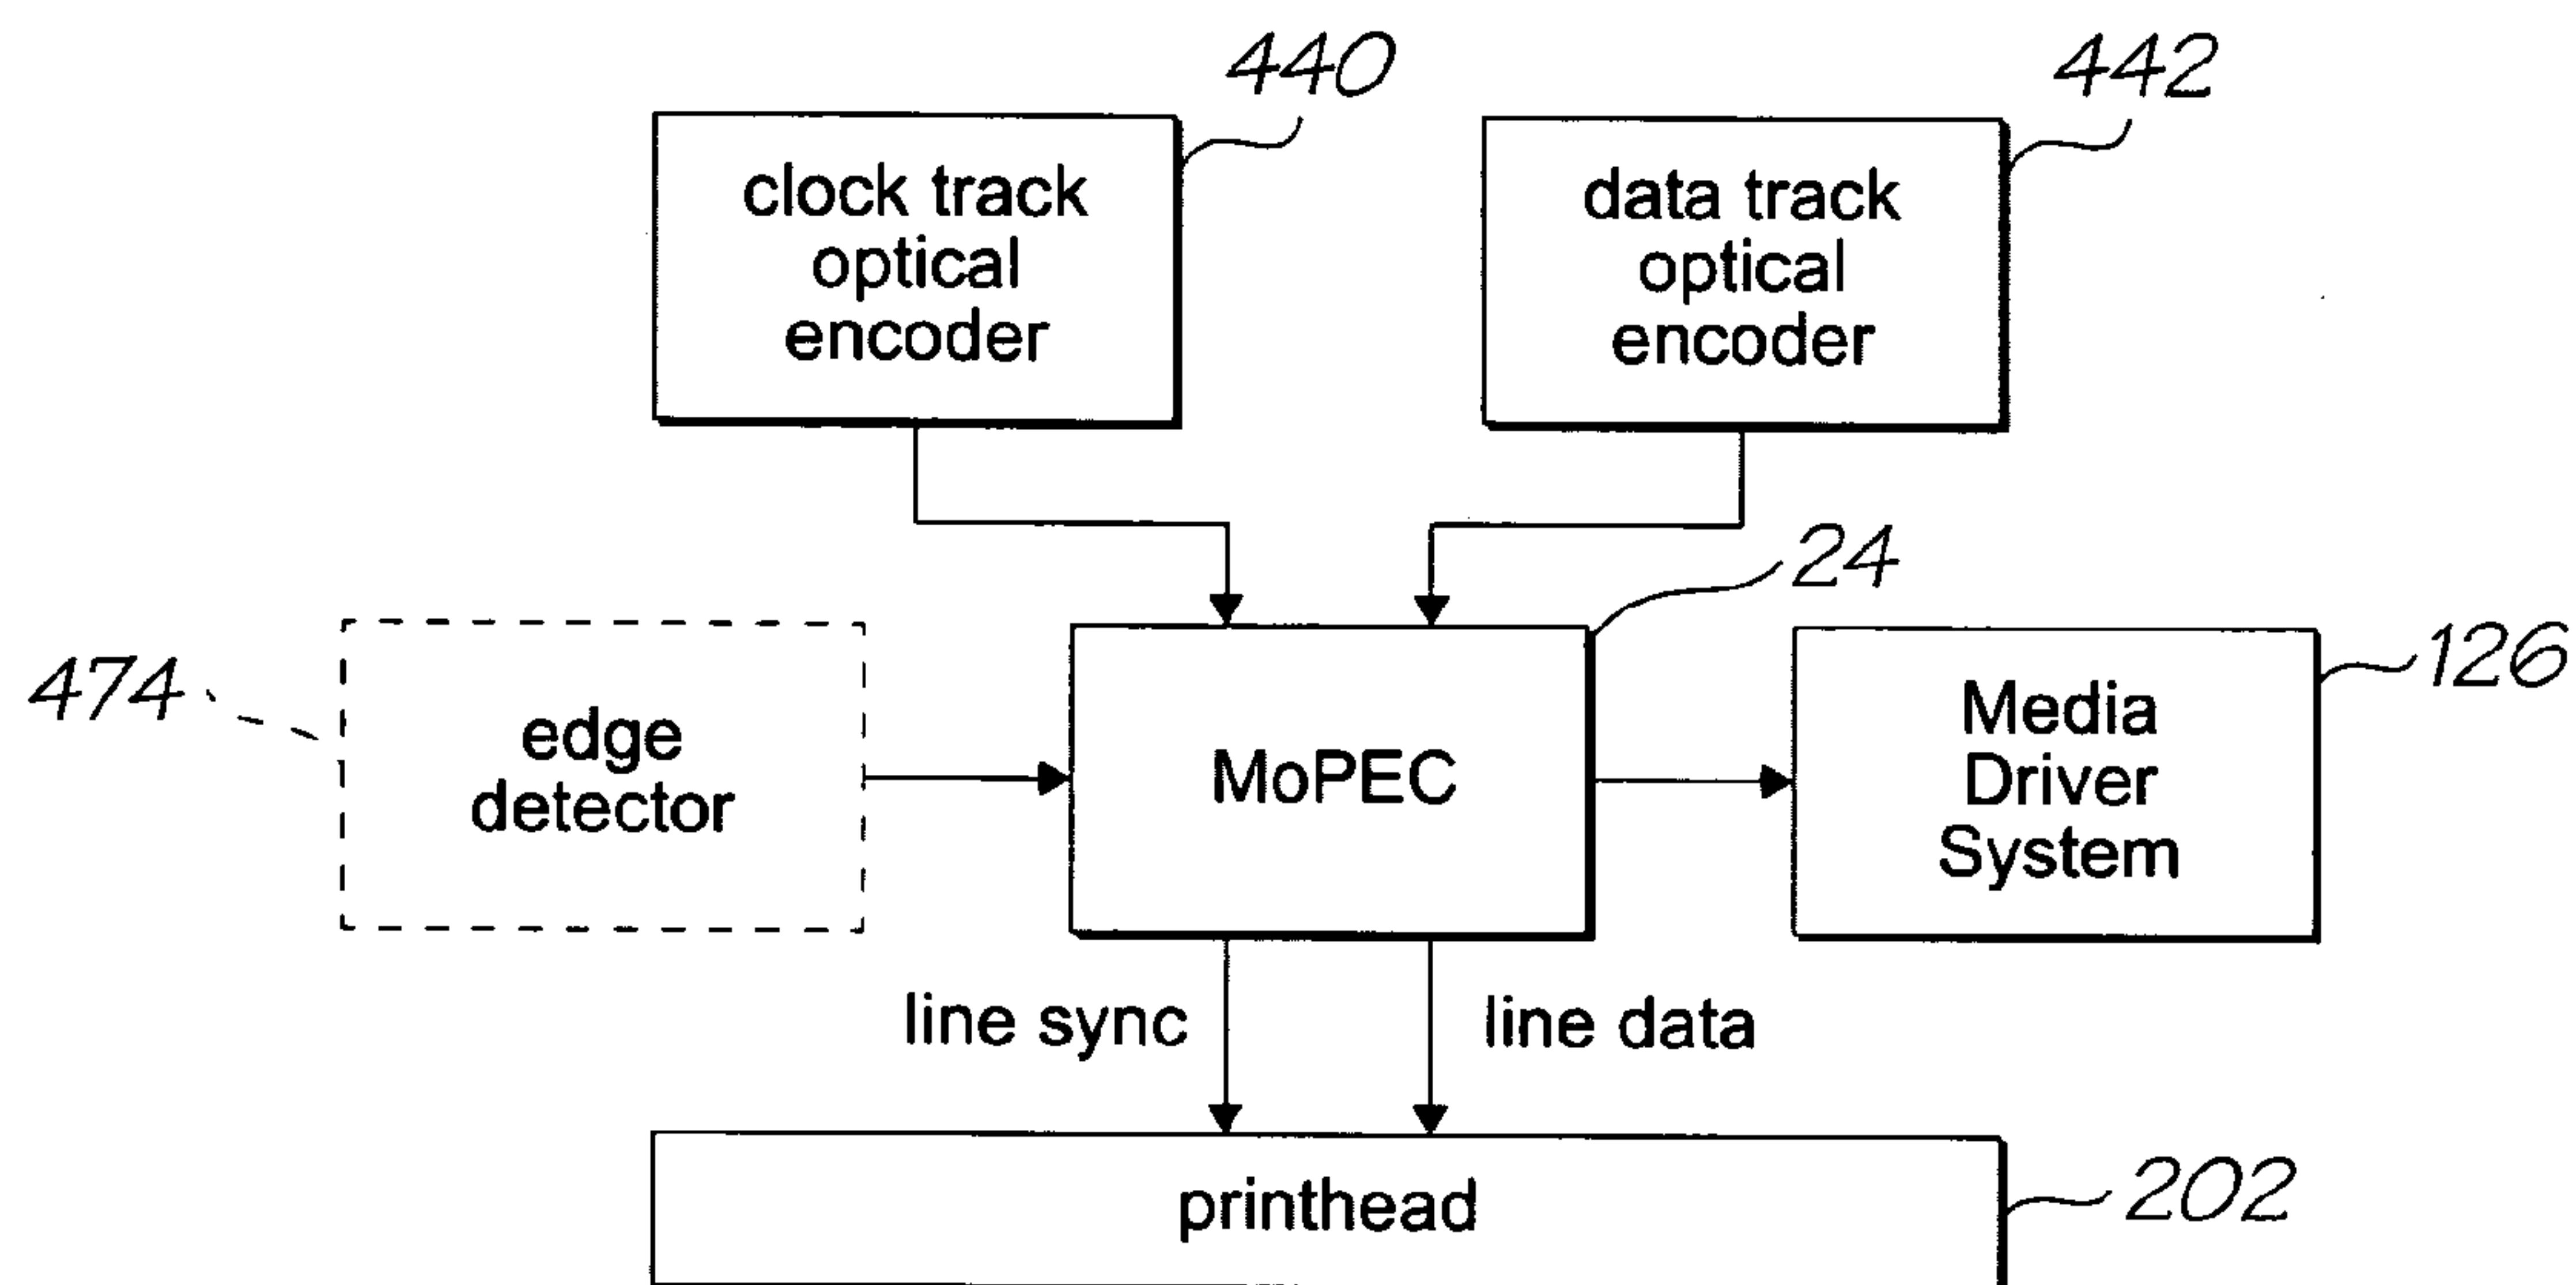 440
442
clock track
optical
encoder
data track
optical
encoder
24
474
edge
detector
MoPEC
Media
Driver
System
126
line sync
line data
printhead
202